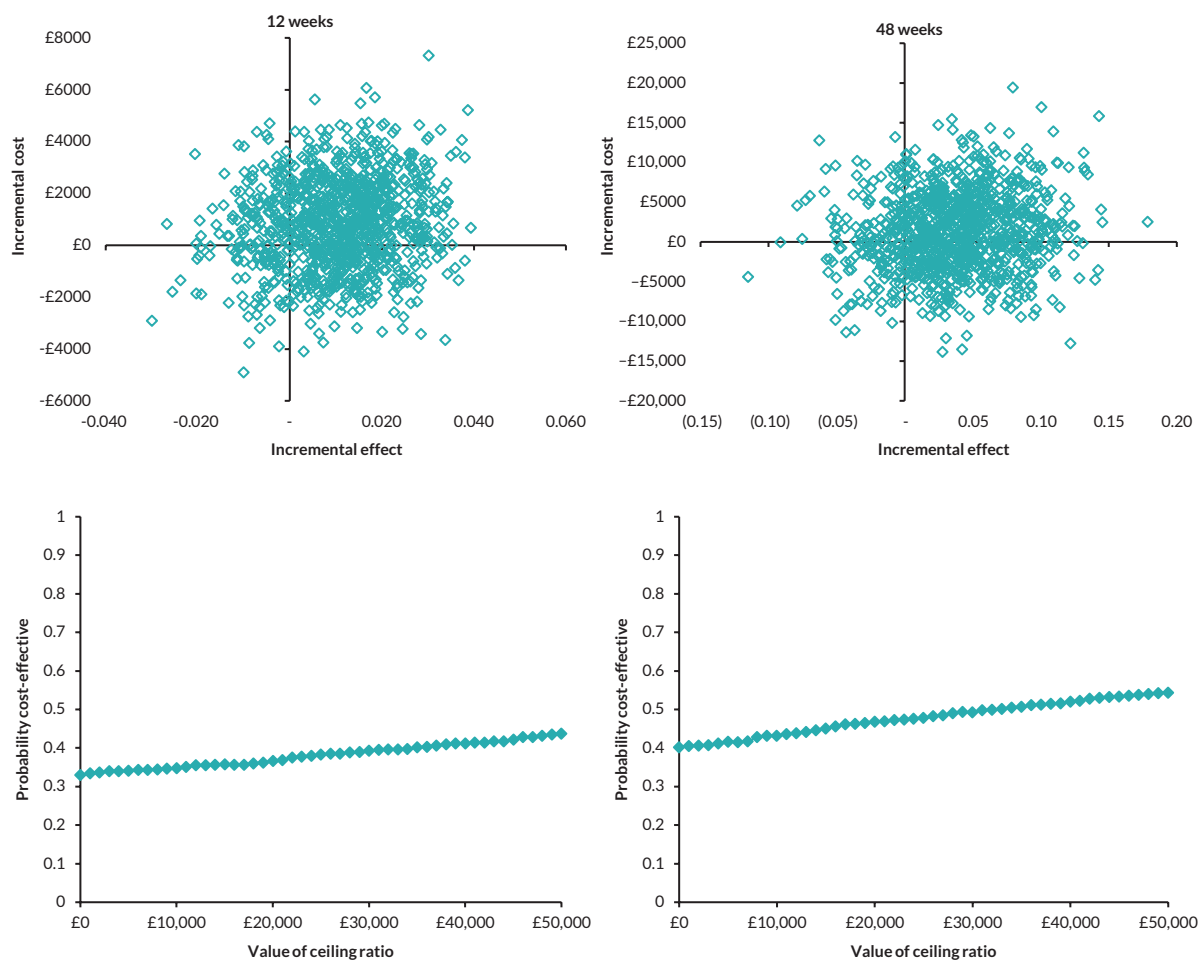 12 weeks
£8000
£6000
£4000
£2000
£0
-£2000
-£4000
-£6000
Incremental cost
-0.040 -0.020 - 0.020 0.040 0.060
Incremental effect
48 weeks
£25,000
£20,000
£15,000
£10,000
£5000
£0
-£5000
-£10,000
-£15,000
-£20,000
Incremental cost
(0.15) (0.10) (0.05) - 0.05 0.10 0.15 0.20
Incremental effect
1
0.9
0.8
0.7
0.6
0.5
0.4
0.3
0.2
0.1
0
Probability cost-effective
£0 £10,000 £20,000 £30,000 £40,000 £50,000
Value of ceiling ratio
1
0.9
0.8
0.7
0.6
0.5
0.4
0.3
0.2
0.1
0
Probability cost-effective
£0 £10,000 £20,000 £30,000 £40,000 £50,000
Value of ceiling ratio